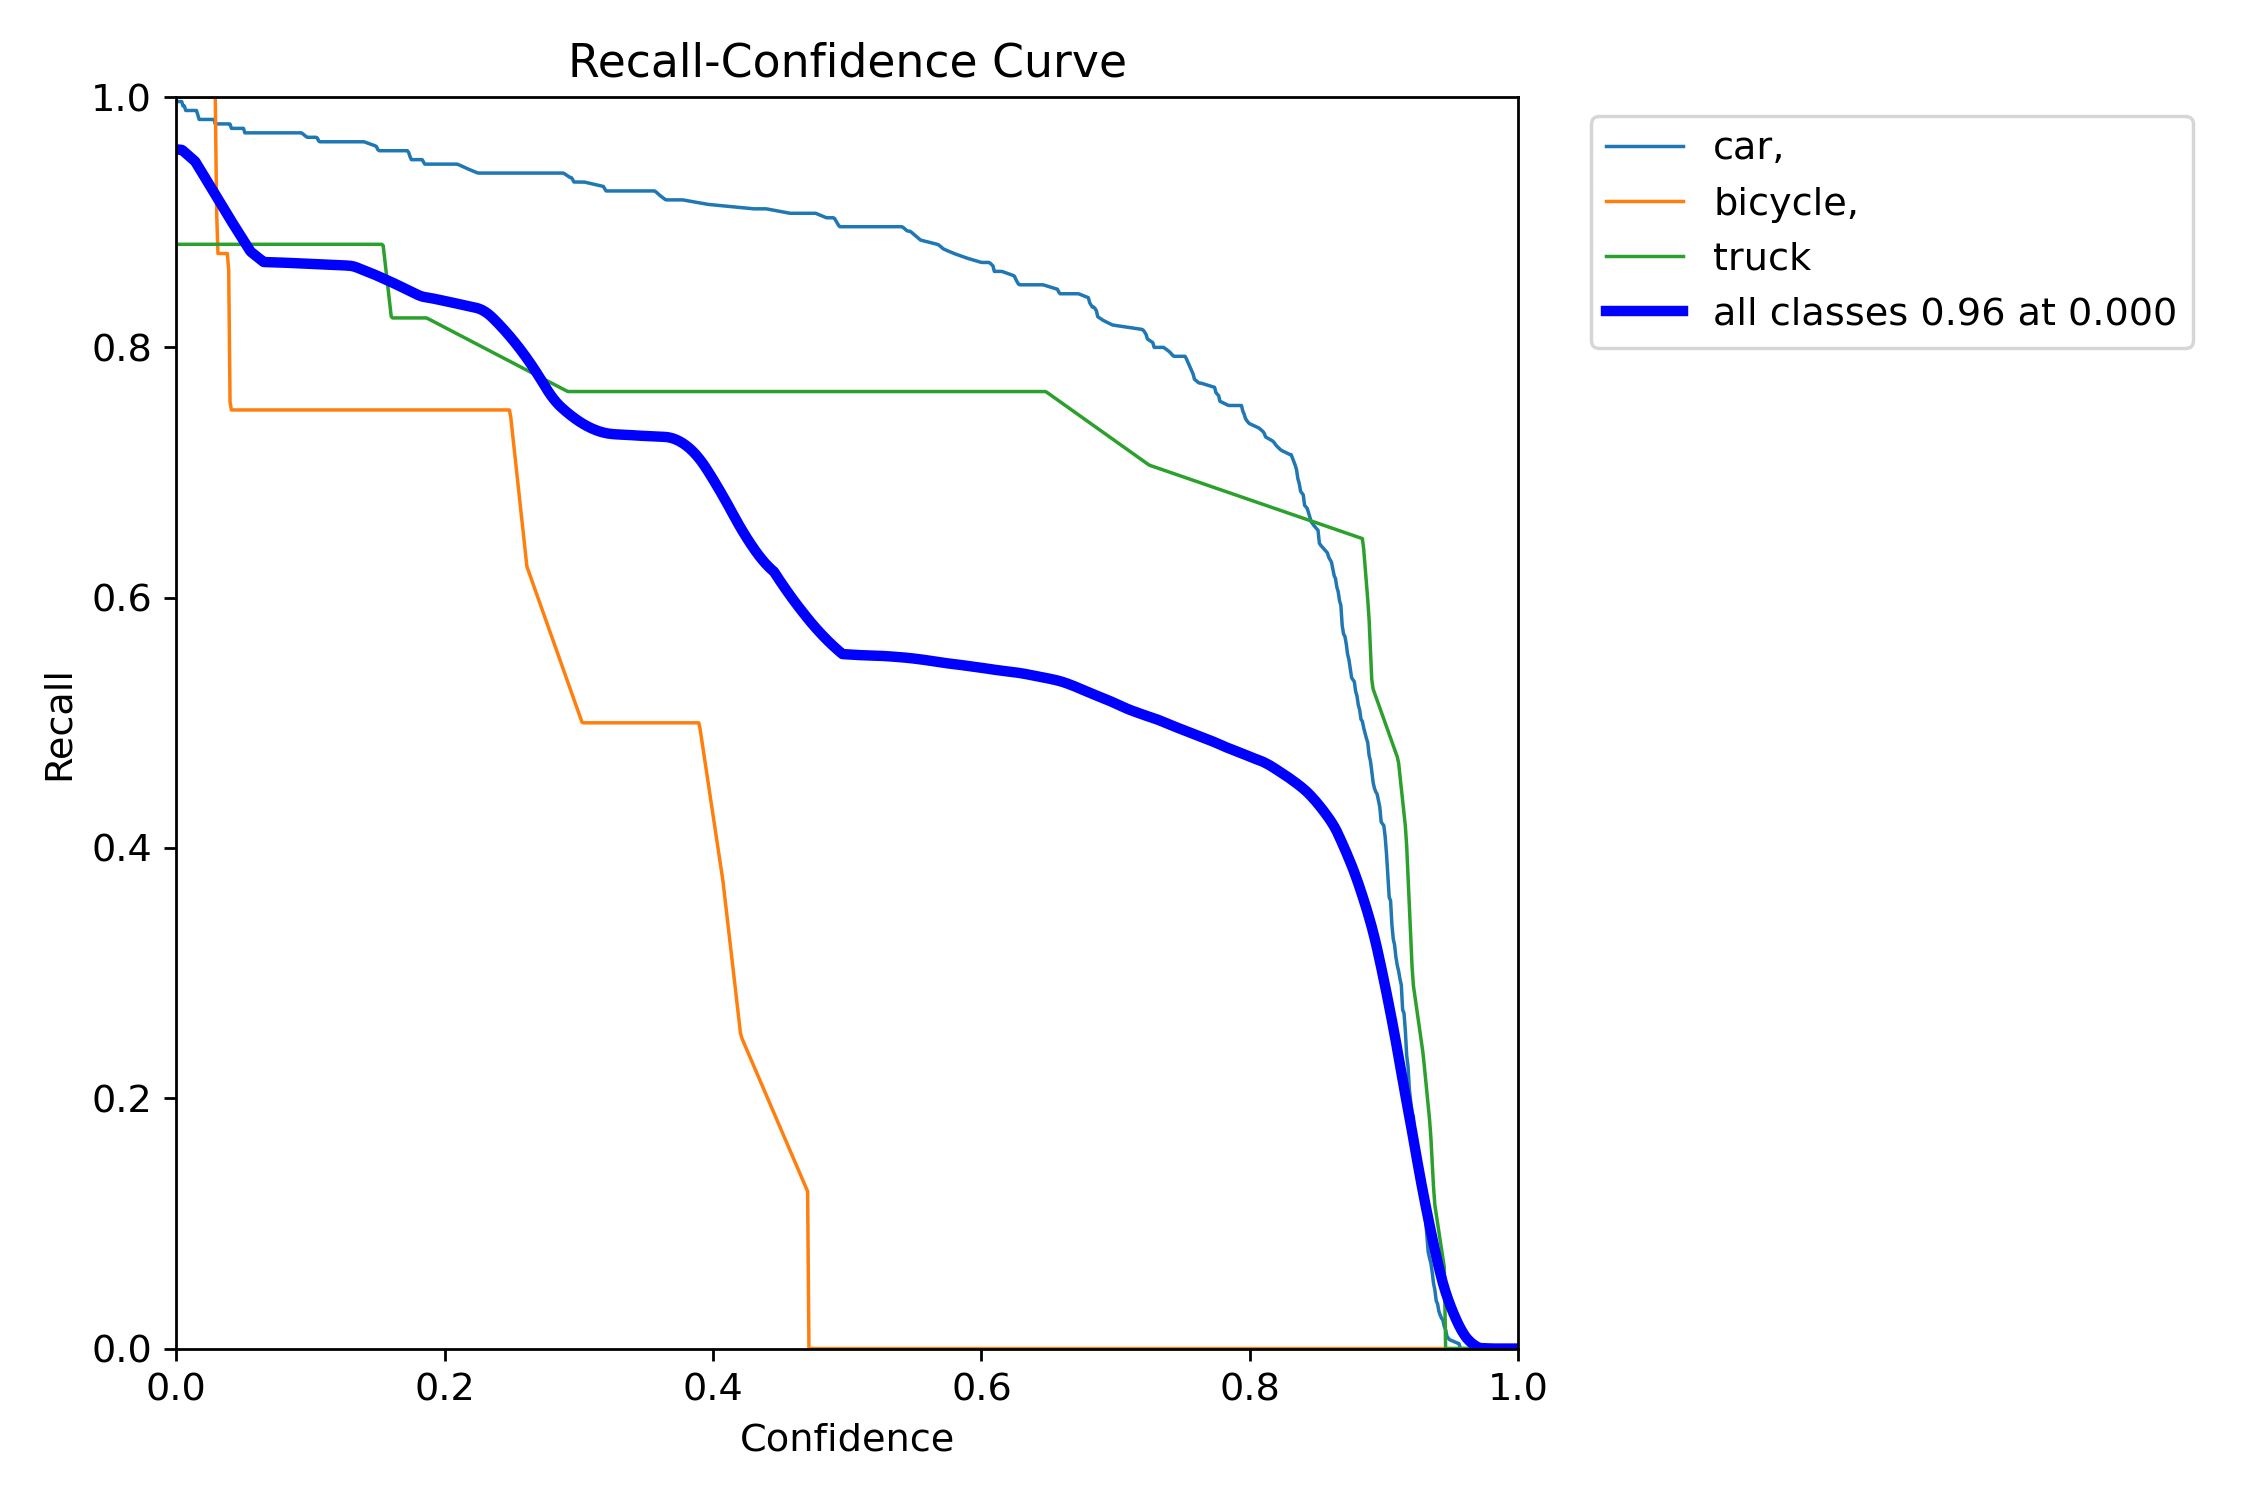 Recall-Confidence Curve
1.0
0.8
0.6
0.4
0.2
0.0
Recall
0.0 0.2 0.4 0.6 0.8 1.0
Confidence
car,
bicycle,
truck
all classes 0.96 at 0.000